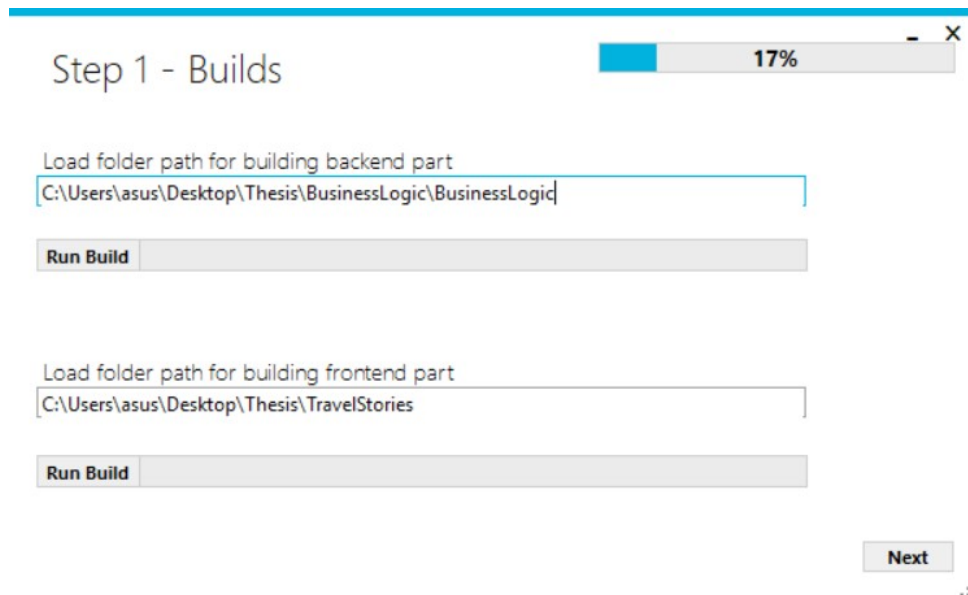 17%
Step 1 - Builds
Load folder path for building backend part
C:\Users\asus\Desktop\Thesis\BusinessLogic\BusinessLogic
Run Build
Load folder path for building frontend part
C:\Users\asus\Desktop\Thesis\TravelStories
Run Build
Next